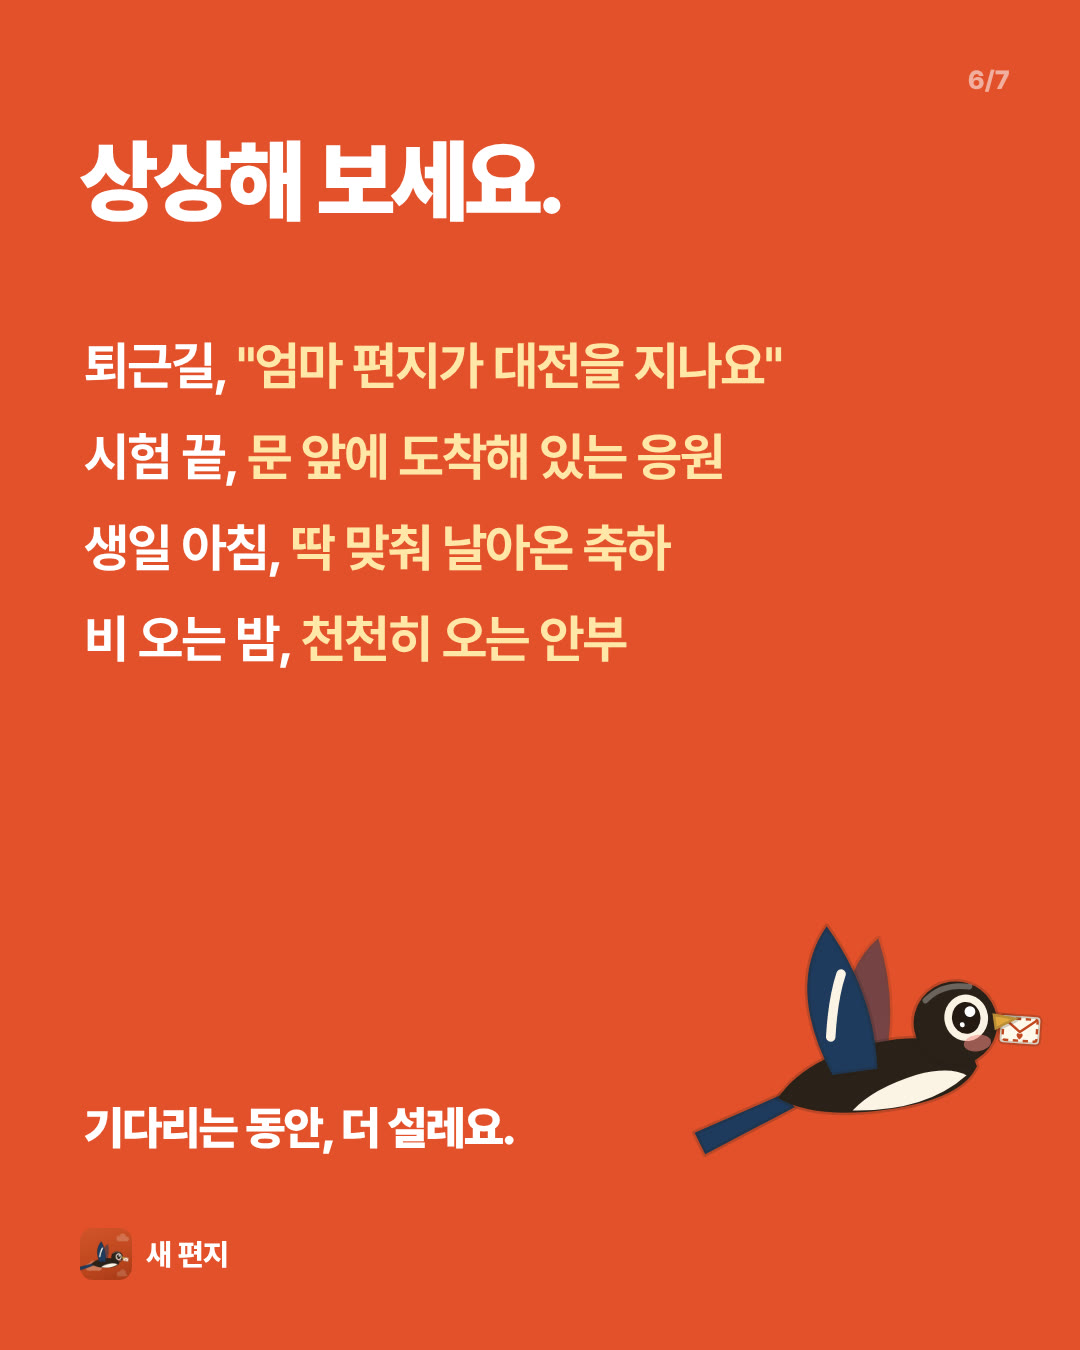 6/7
상상해 보세요.
퇴근길, "엄마 편지가 대전을 지나요"
시험 끝, 문 앞에 도착해 있는 응원
생일 아침, 딱 맞춰 날아온 축하
비 오는 밤, 천천히 오는 안부
기다리는 동안, 더 설레요.
새 편지